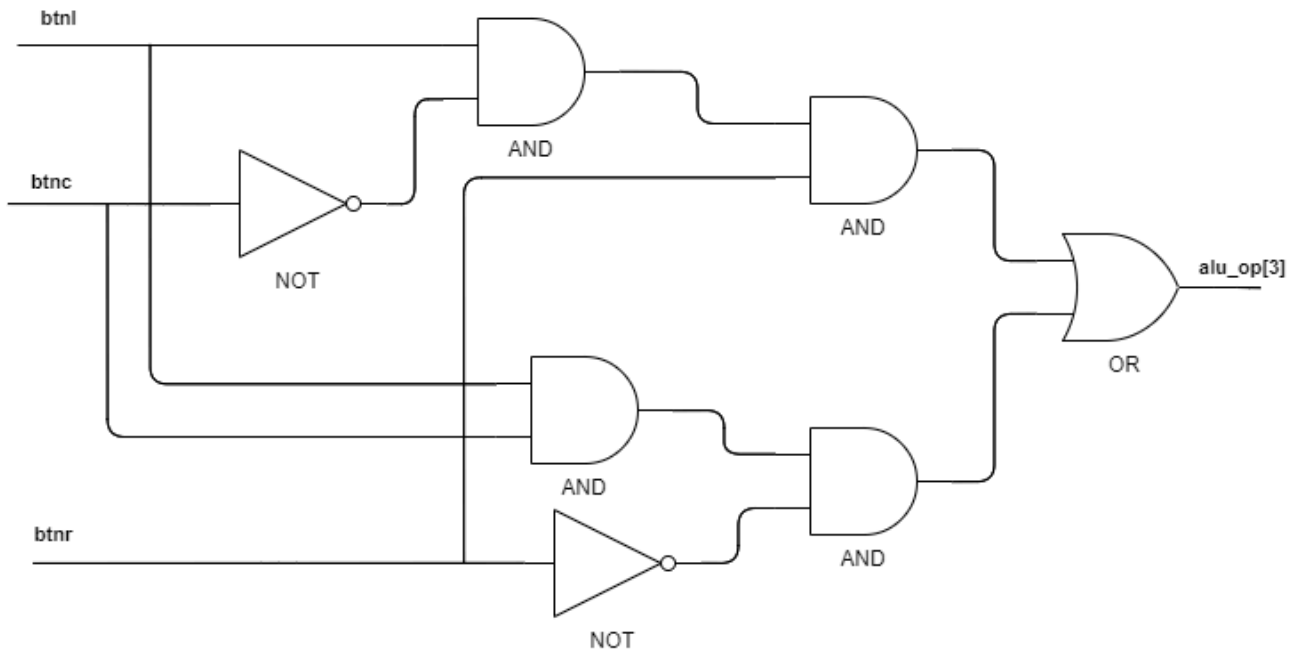 btnl
AND
btnc
NOT
AND
alu_op[3]
OR
AND
btnr
AND
NOT